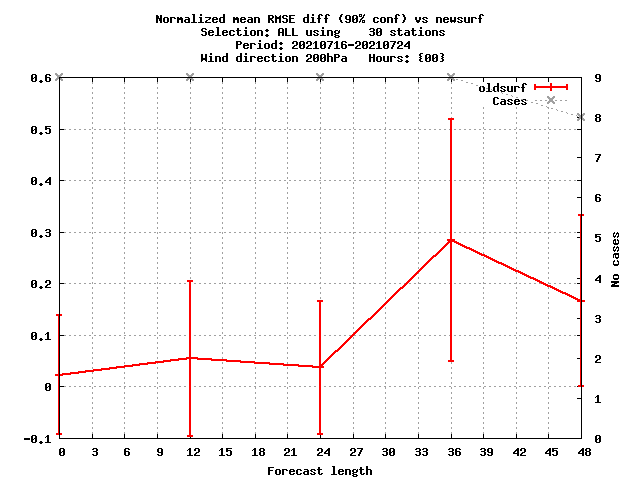 Normalized mean RMSE diff (90% conf) vs newsurf
Selection: ALL using    30 stations
Period: 20210716-20210724
Wind direction 200hPa   Hours: {00}
oldsurf
Cases
0.6
0.5
0.4
0.3
0.2
0.1
0
-0.1
9
8
7
6
5
4
3
2
1
0
No cases
0 3 6 9 12 15 18 21 24 27 30 33 36 39 42 45 48
Forecast length